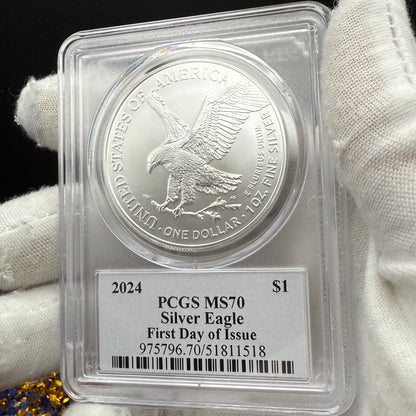 UNITED STATES OF AMERICA
E PLURIBUS UNUM
1 OZ. FINE SILVER
ONE DOLLAR
2024 PCGS MS70 $1
Silver Eagle
First Day of Issue
975796.70/51811518